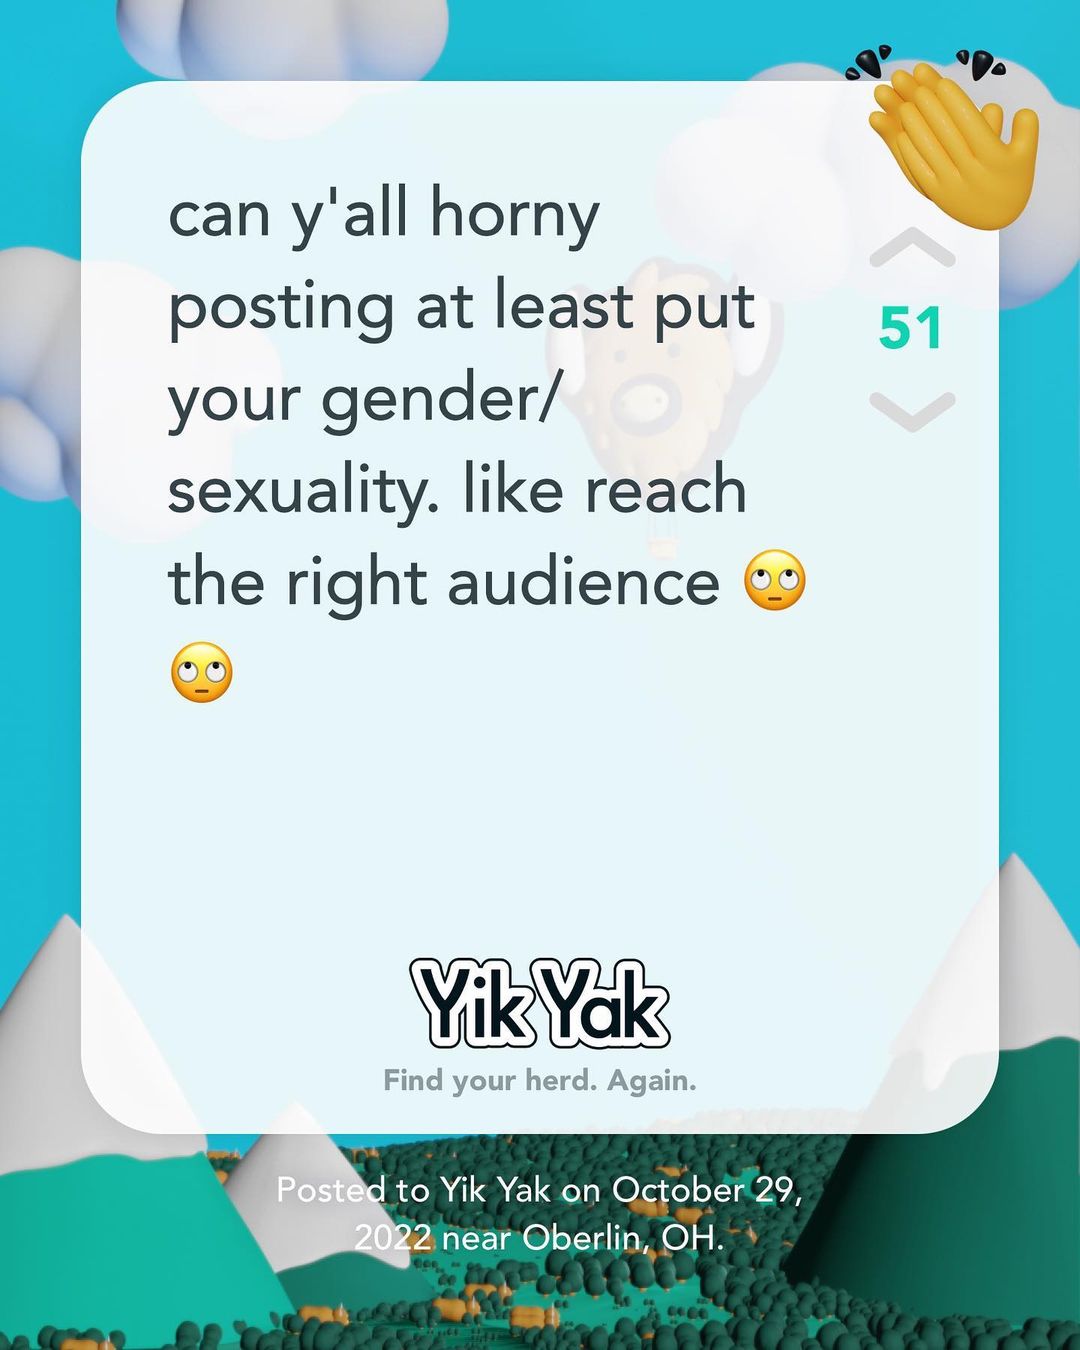 can y'all horny
posting at least put
your gender/
sexuality. like reach
the right audience 🙄
🙄
51
Yik Yak
Find your herd. Again.
Posted to Yik Yak on October 29,
2022 near Oberlin, OH.